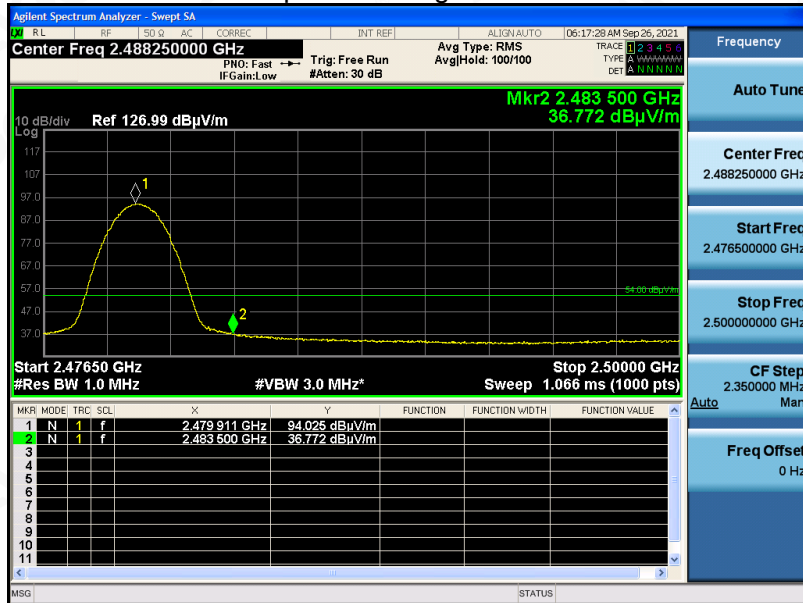 Agilent Spectrum Analyzer - Swept SA
LXI RL RF 50 Ω AC CORREC INT REF ALIGN AUTO 06:17:28 AM Sep 26, 2021
Center Freq 2.488250000 GHz
PNO: Fast
IFGain:Low
Trig: Free Run
#Atten: 30 dB
Avg Type: RMS
Avg|Hold: 100/100
TRACE 1 2 3 4 5 6
TYPE A WWWWW
DET A N N N N N
Mkr2 2.483 500 GHz
36.772 dBµV/m
10 dB/div Ref 126.99 dBµV/m
Log
117
107
97.0
87.0
77.0
67.0
57.0
47.0
37.0
1
2
54.00 dBµV/m
Start 2.47650 GHz Stop 2.50000 GHz
#Res BW 1.0 MHz #VBW 3.0 MHz* Sweep 1.066 ms (1000 pts)
MKR MODE TRC SCL X Y FUNCTION FUNCTION WIDTH FUNCTION VALUE
1 N 1 f 2.479 911 GHz 94.025 dBµV/m
2 N 1 f 2.483 500 GHz 36.772 dBµV/m
3
4
5
6
7
8
9
10
11
MSG STATUS
Frequency
Auto Tune
Center Freq
2.488250000 GHz
Start Freq
2.476500000 GHz
Stop Freq
2.500000000 GHz
CF Step
2.350000 MHz
Auto Man
Freq Offset
0 Hz